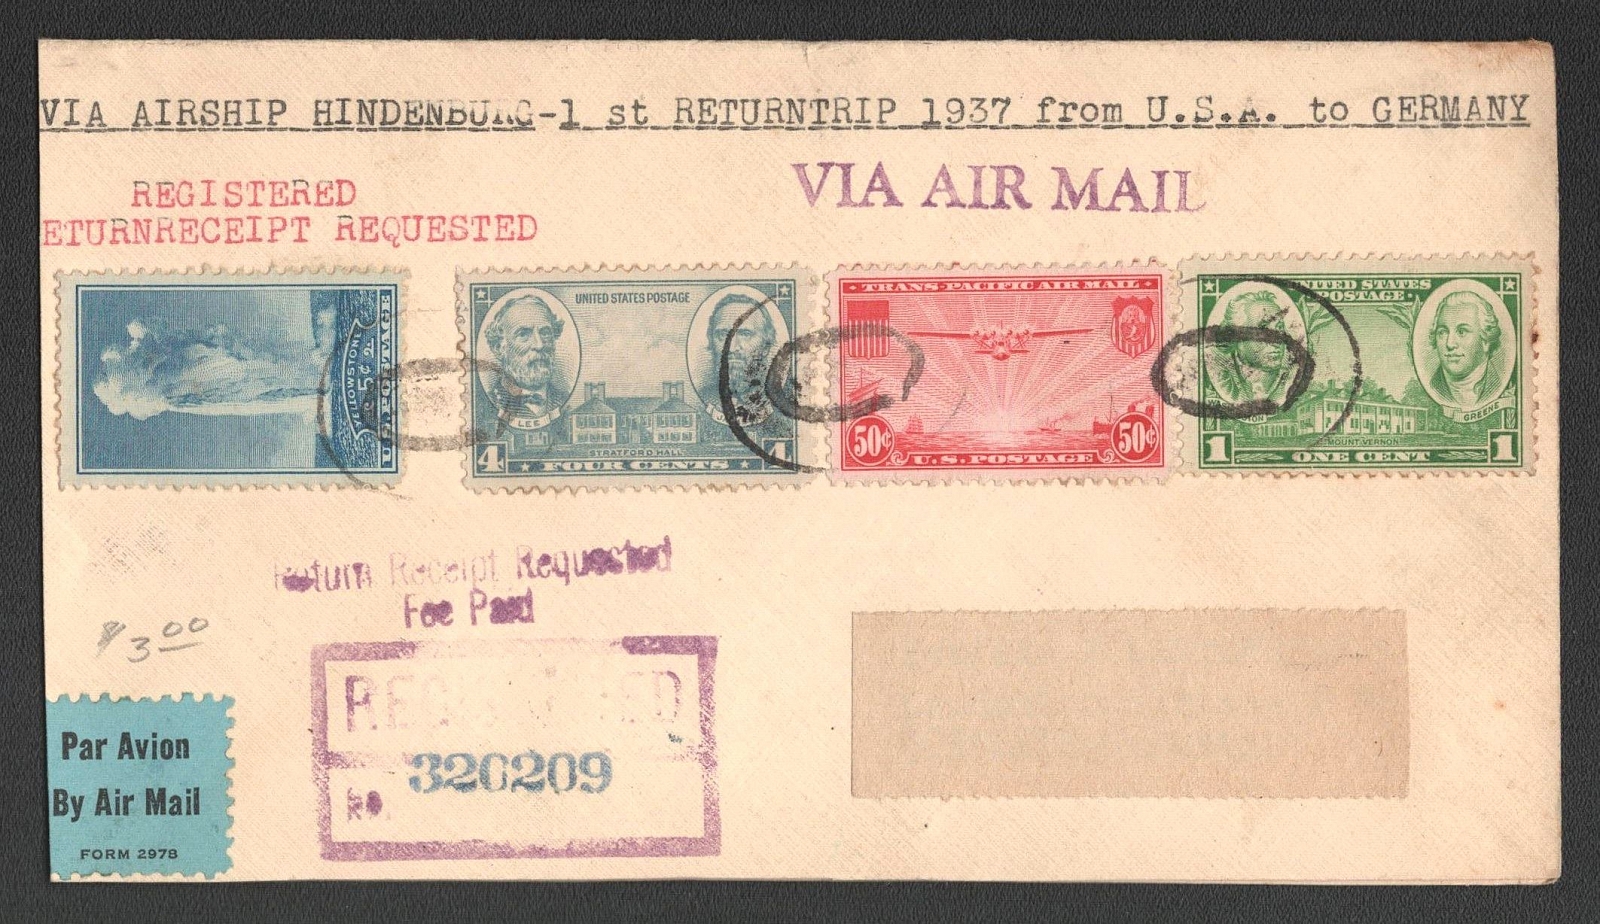 VIA AIRSHIP HINDENBURG-1 st RETURNTRIP 1937 from U.S.A. to GERMANY
REGISTERED
VIA AIR MAIL
ETURNRECEIPT REQUESTED
YELLOWSTONE
5¢
U.S. POSTAGE
UNITED STATES POSTAGE
LEE
STRATFORD HALL
4 FOUR CENTS 4
TRANS-PACIFIC AIR MAIL
50¢ 50¢
U.S. POSTAGE
UNITED STATES
POSTAGE
GREENE
MOUNT VERNON
1 ONE CENT 1
Return Receipt Requested
Fee Paid
$3.00
REGISTERED
320209
No.
Par Avion
By Air Mail
FORM 2978